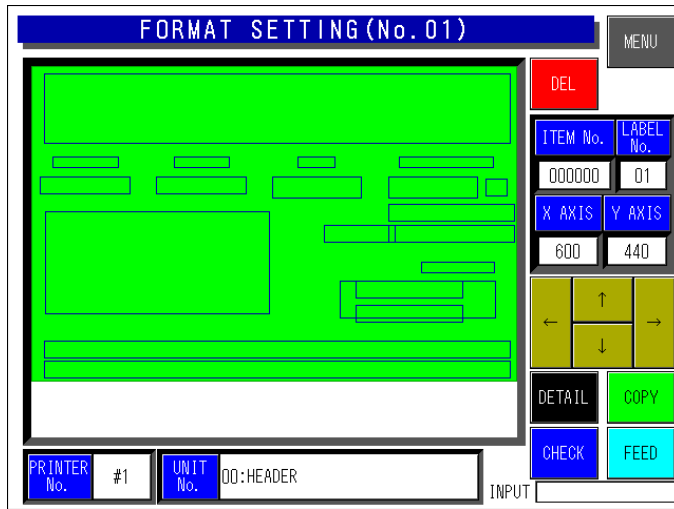 FORMAT SETTING(No.01)
MENU
DEL
ITEM No.
LABEL No.
000000
01
X AXIS
Y AXIS
600
440
↑
←
→
↓
DETAIL
COPY
CHECK
FEED
PRINTER No.
#1
UNIT No.
00:HEADER
INPUT